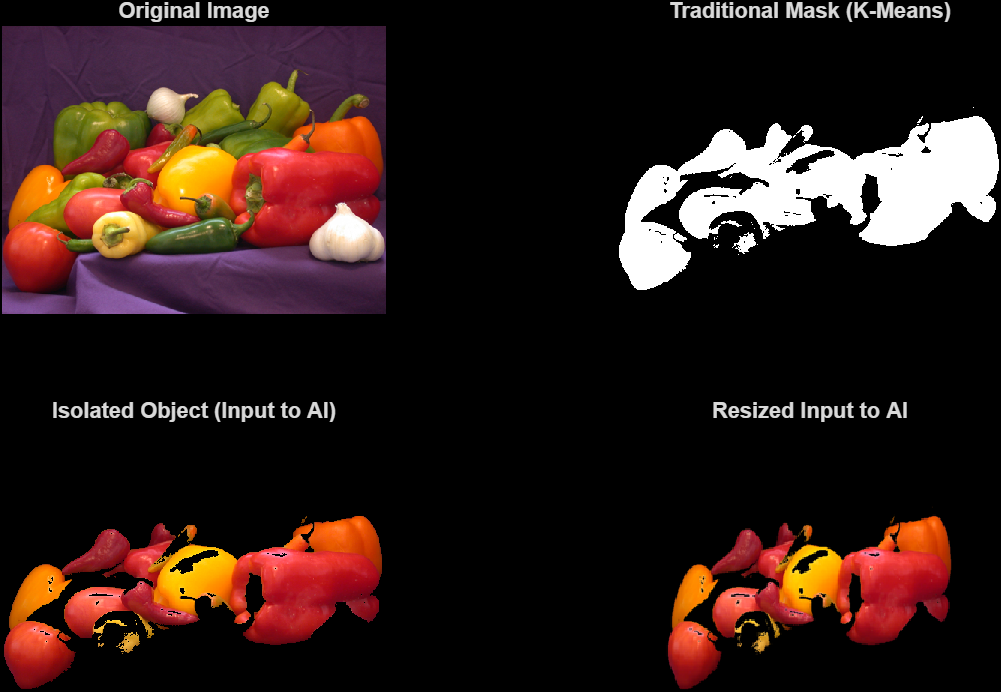 Original Image
Traditional Mask (K-Means)
Isolated Object (Input to AI)
Resized Input to AI